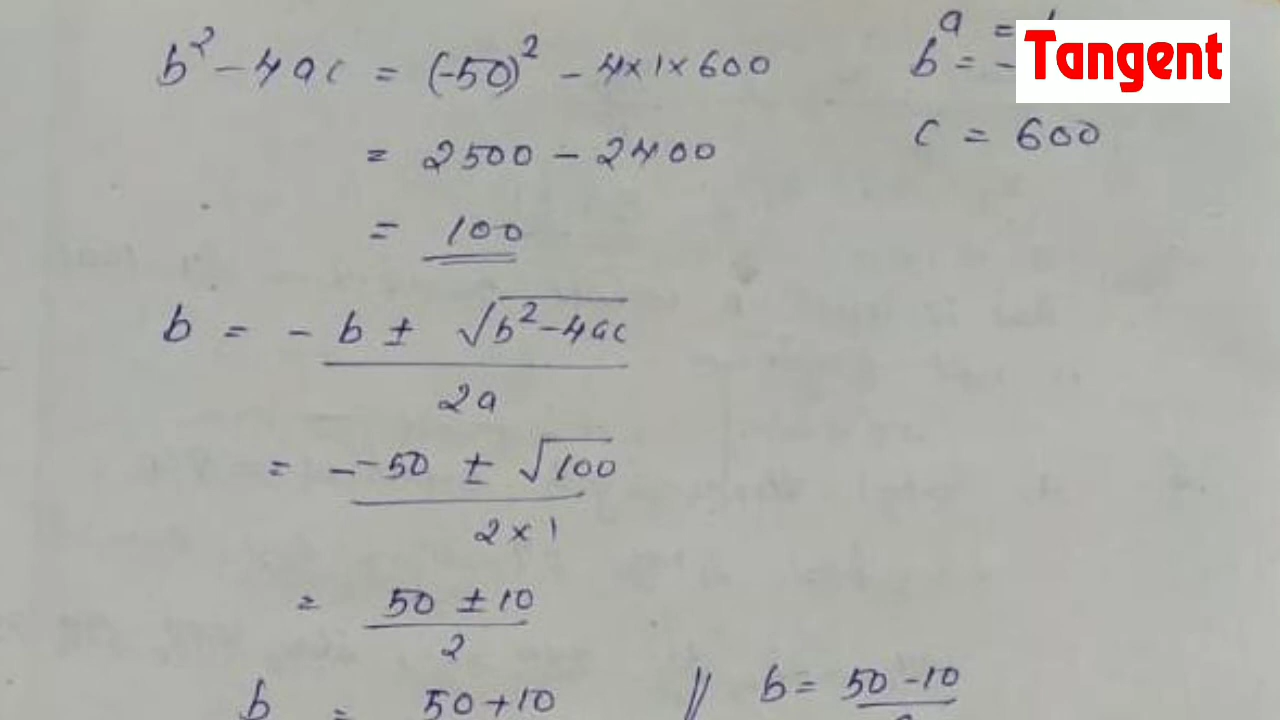 b² - 4ac = (-50)² - 4×1×600
= 2500 - 2400
= 100
b = -b ± √b²-4ac
2a
= --50 ± √100
2×1
= 50 ± 10
2
b = 50+10 // b = 50-10
a =
b = -
c = 600
Tangent